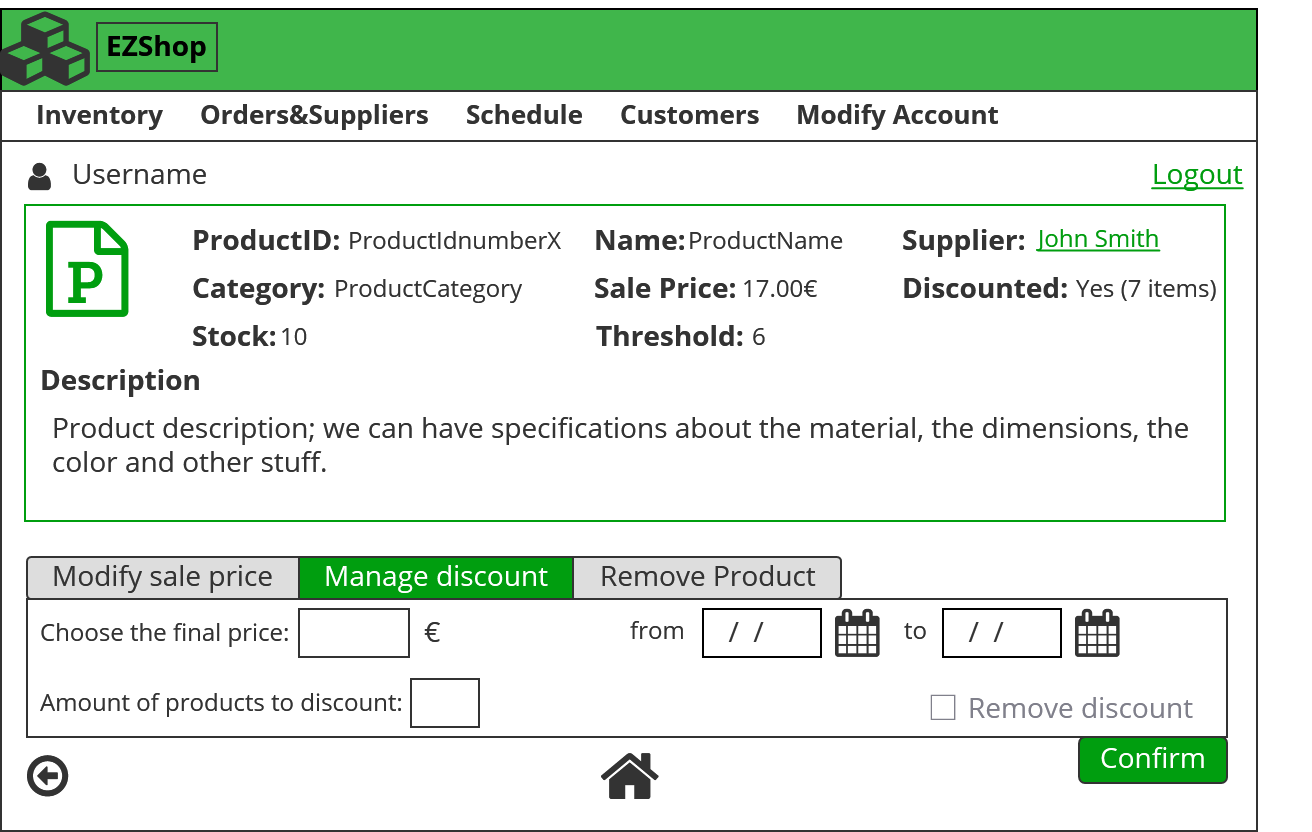 EZShop
Inventory Orders&Suppliers Schedule Customers Modify Account
Username Logout
P
ProductID: ProductIdnumberX Name: ProductName Supplier: John Smith
Category: ProductCategory Sale Price: 17.00€ Discounted: Yes (7 items)
Stock: 10 Threshold: 6
Description
Product description; we can have specifications about the material, the dimensions, the
color and other stuff.
Modify sale price Manage discount Remove Product
Choose the final price: € from / / to / /
Amount of products to discount: Remove discount
Confirm